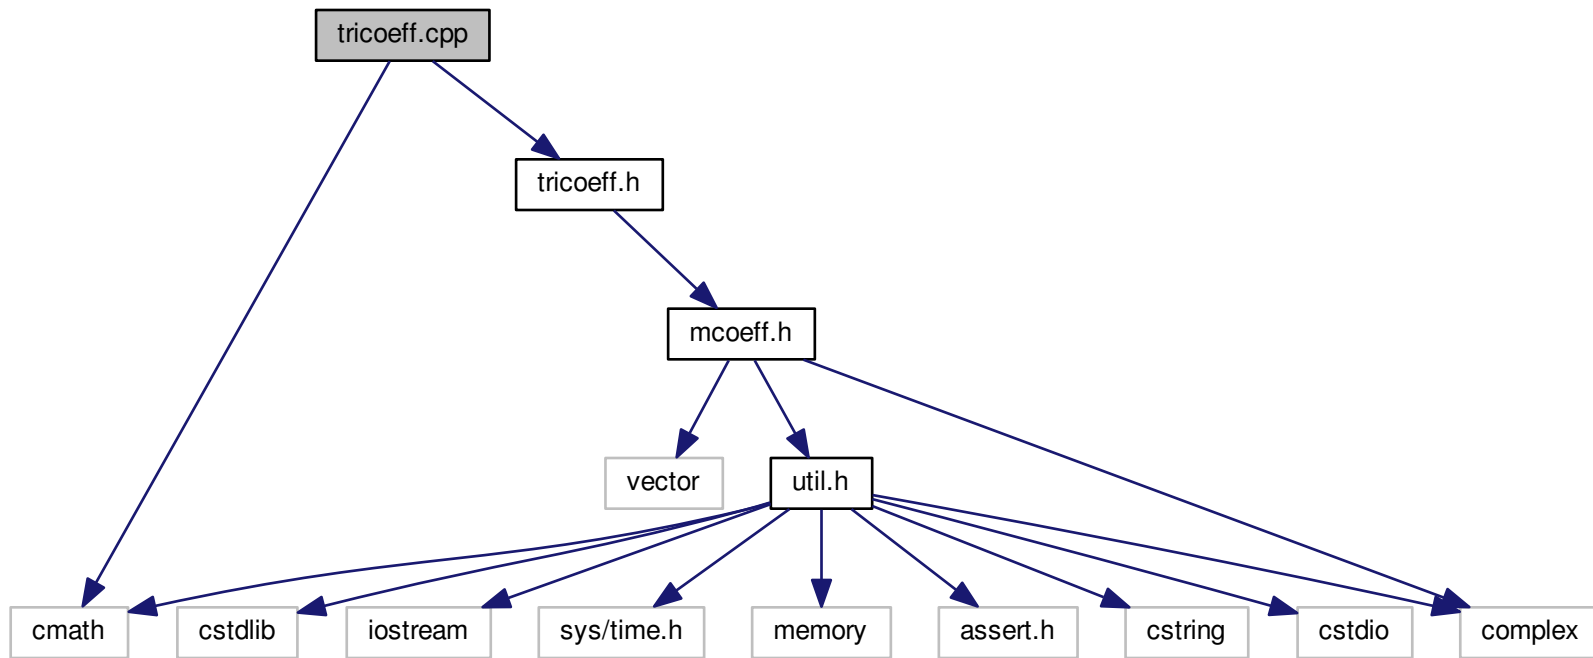 tricoeff.cpp
tricoeff.h
mcoeff.h
vector
util.h
cmath
cstdlib
iostream
sys/time.h
memory
assert.h
cstring
cstdio
complex